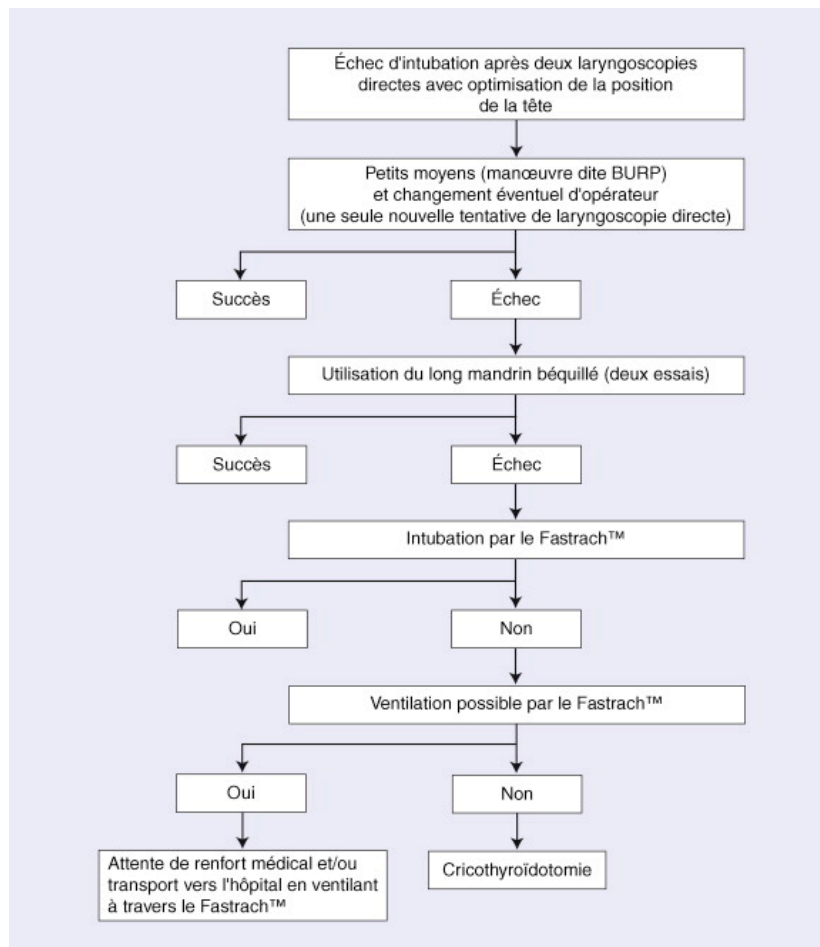 Échec d'intubation après deux laryngoscopies
directes avec optimisation de la position
de la tête
Petits moyens (manœuvre dite BURP)
et changement éventuel d'opérateur
(une seule nouvelle tentative de laryngoscopie directe)
Succès
Échec
Utilisation du long mandrin béquillé (deux essais)
Succès
Échec
Intubation par le Fastrach™
Oui
Non
Ventilation possible par le Fastrach™
Oui
Non
Attente de renfort médical et/ou
transport vers l'hôpital en ventilant
à travers le Fastrach™
Cricothyroïdotomie